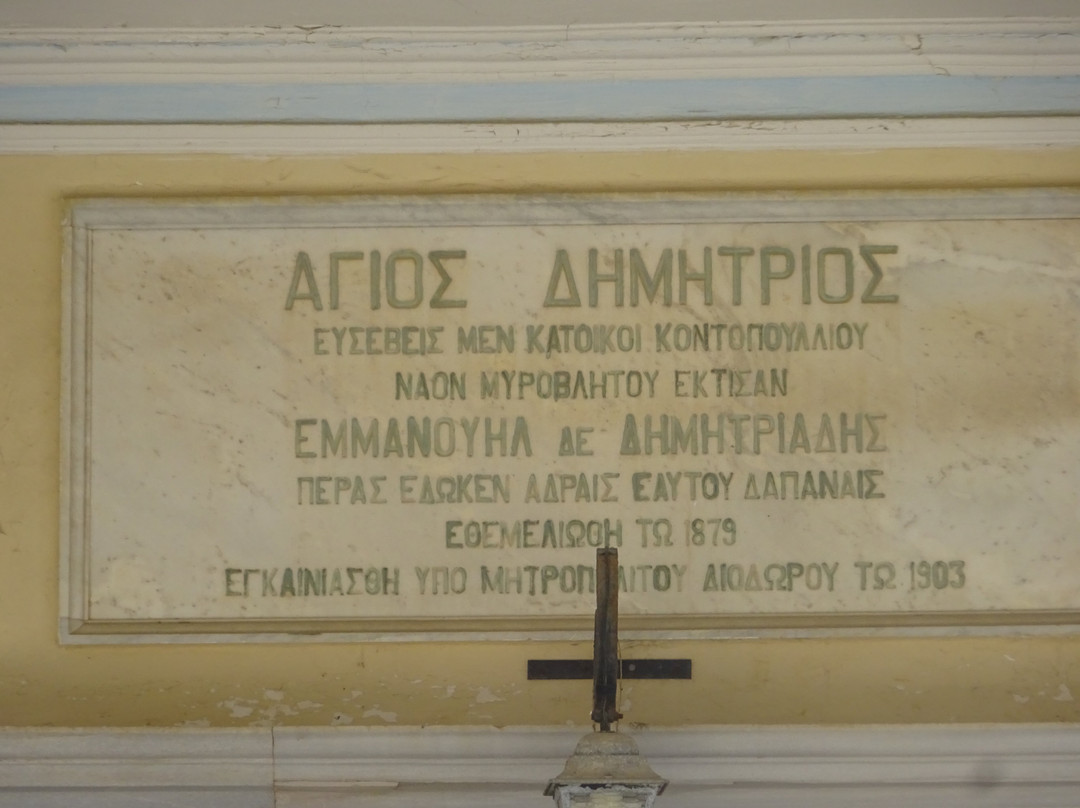 ΑΓΙΟΣ ΔΗΜΗΤΡΙΟΣ
ΕΥΣΕΒΕΙΣ ΜΕΝ ΚΑΤΟΙΚΟΙ ΚΟΝΤΟΠΟΥΛΛΙΟΥ
ΝΑΟΝ ΜΥΡΟΒΛΗΤΟΥ ΕΚΤΙΣΑΝ
ΕΜΜΑΝΟΥΗΛ ΔΕ ΔΗΜΗΤΡΙΑΔΗΣ
ΠΕΡΑΣ ΕΔΩΚΕΝ ΑΔΡΑΙΣ ΕΑΥΤΟΥ ΔΑΠΑΝΑΙΣ
ΕΘΕΜΕΛΙΩΘΗ ΤΩ 1879
ΕΓΚΑΙΝΙΑΣΘΗ ΥΠΟ ΜΗΤΡΟΠΟΛΙΤΟΥ ΔΙΟΔΩΡΟΥ ΤΩ 1903